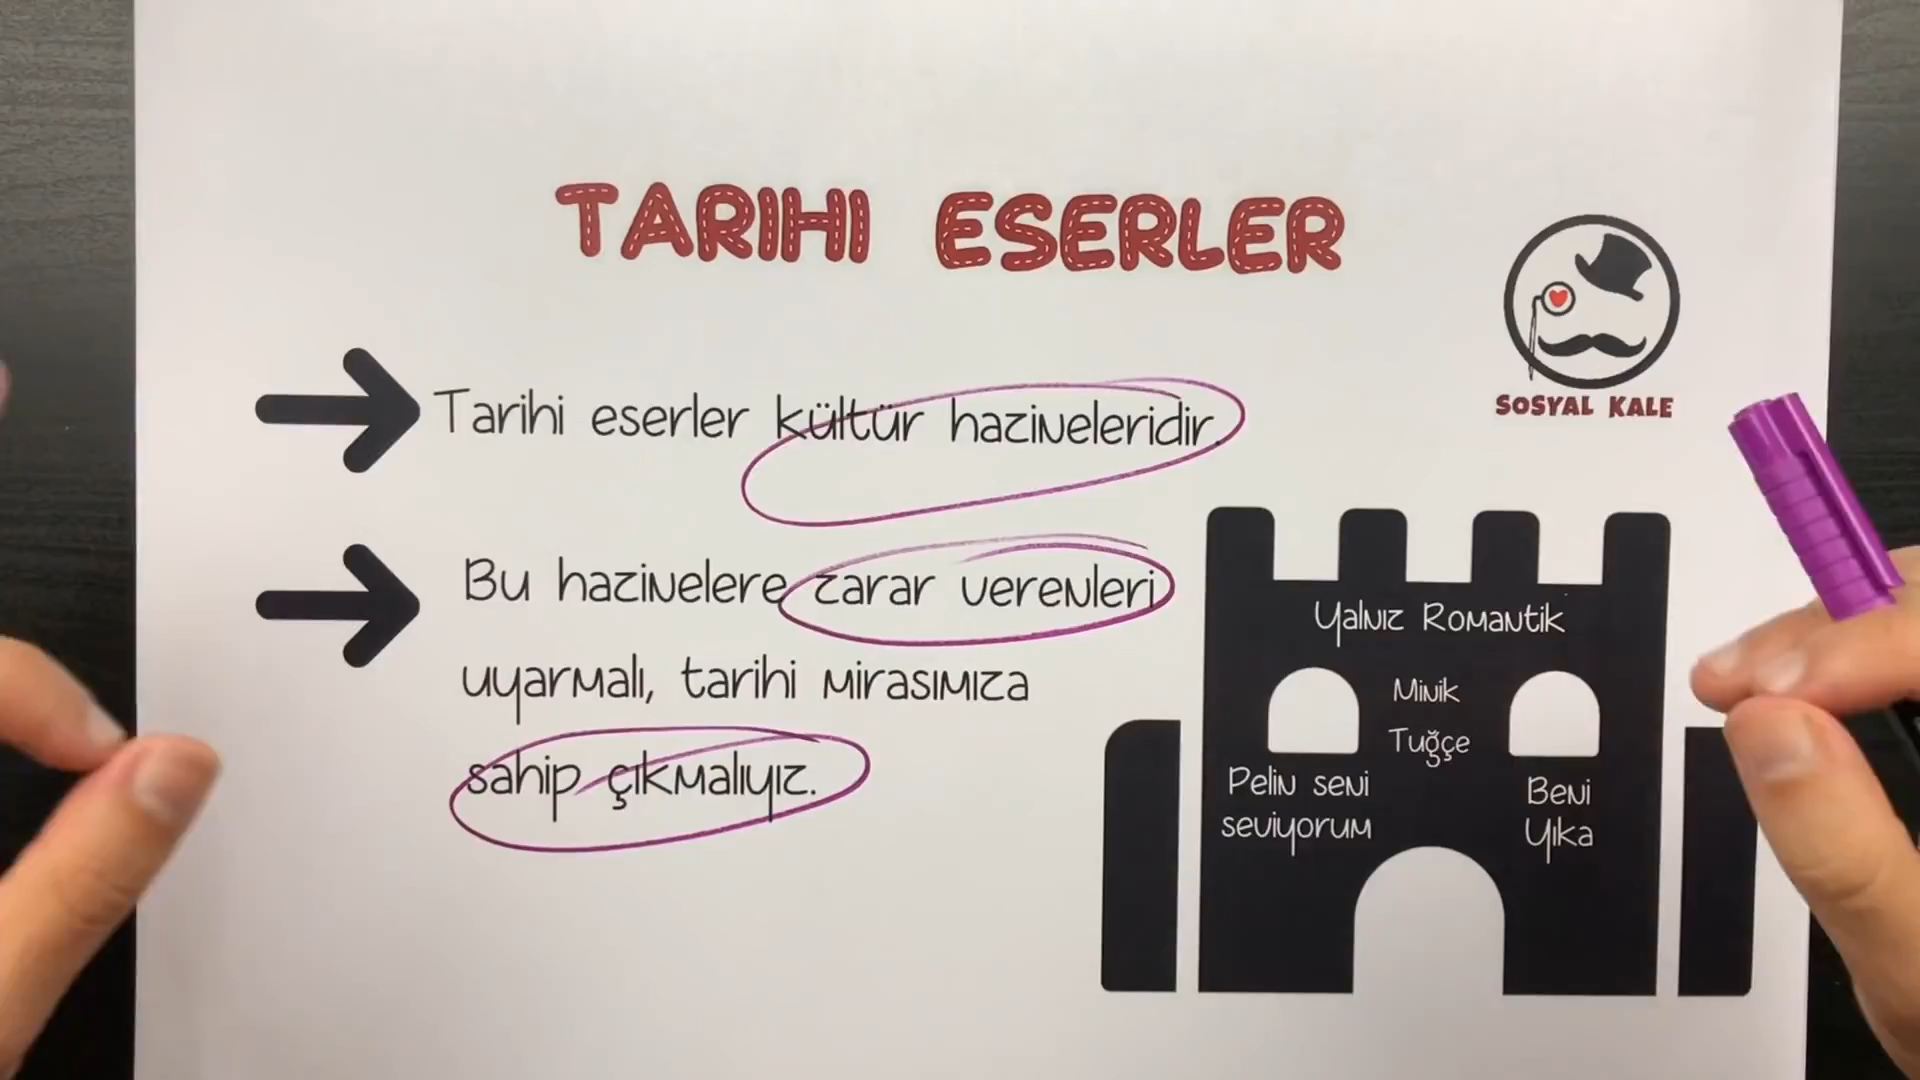 TARIHI ESERLER
Tarihi eserler kültür hazineleridir.
Bu hazinelere zarar verenleri
uyarmalı, tarihi mirasımıza
sahip çıkmalıyız.
SOSYAL KALE
Yalnız Romantik
Minik
Tuğçe
Pelin seni
seviyorum
Beni
Yıka